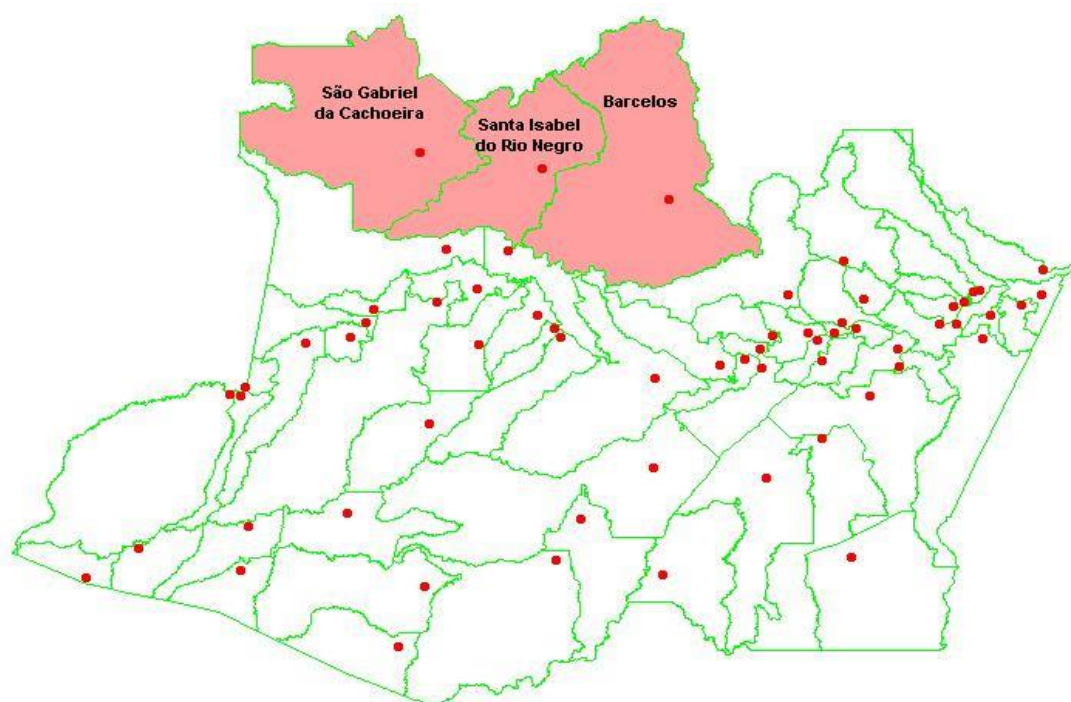 São Gabriel
da Cachoeira
Santa Isabel
do Rio Negro
Barcelos